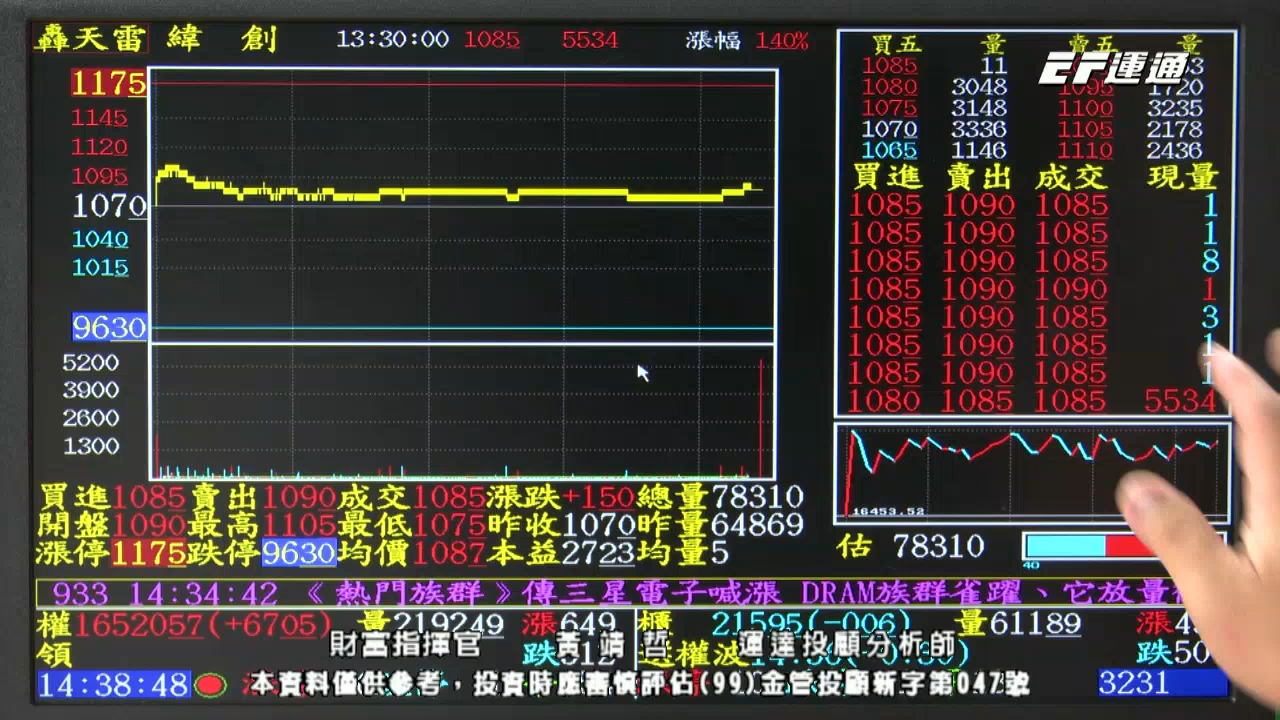 轟天雷 緯 創 13:30:00 1085 5534 漲幅 140%
1175
1145
1120
1095
1070
1040
1015
9630
5200
3900
2600
1300
買五 量 賣五 量
1085 11
1080 3048 1095 1720
1075 3148 1100 3235
1070 3336 1105 2178
1065 1146 1110 2436
EF運通
買進 賣出 成交 現量
1085 1090 1085 1
1085 1090 1085 1
1085 1090 1085 8
1085 1090 1090 1
1085 1090 1085 3
1085 1090 1085 1
1085 1090 1085 1
1080 1085 1085 5534
16453.52
買進1085賣出1090成交1085漲跌+150總量78310
開盤1090最高1105最低1075昨收1070昨量64869
漲停1175跌停9630均價1087本益2723均量5
估 78310
40
933 14:34:42 《熱門族群》傳三星電子喊漲 DRAM族群雀躍、它放量
權1652057(+6705) 量219249 漲649 櫃 21595(-006) 量61189 漲4
領 跌 跌50
財富指揮官 黃靖哲 運達投顧分析師
14:38:48 3231
本資料僅供參考，投資時應審慎評估(99)金管投顧新字第047號